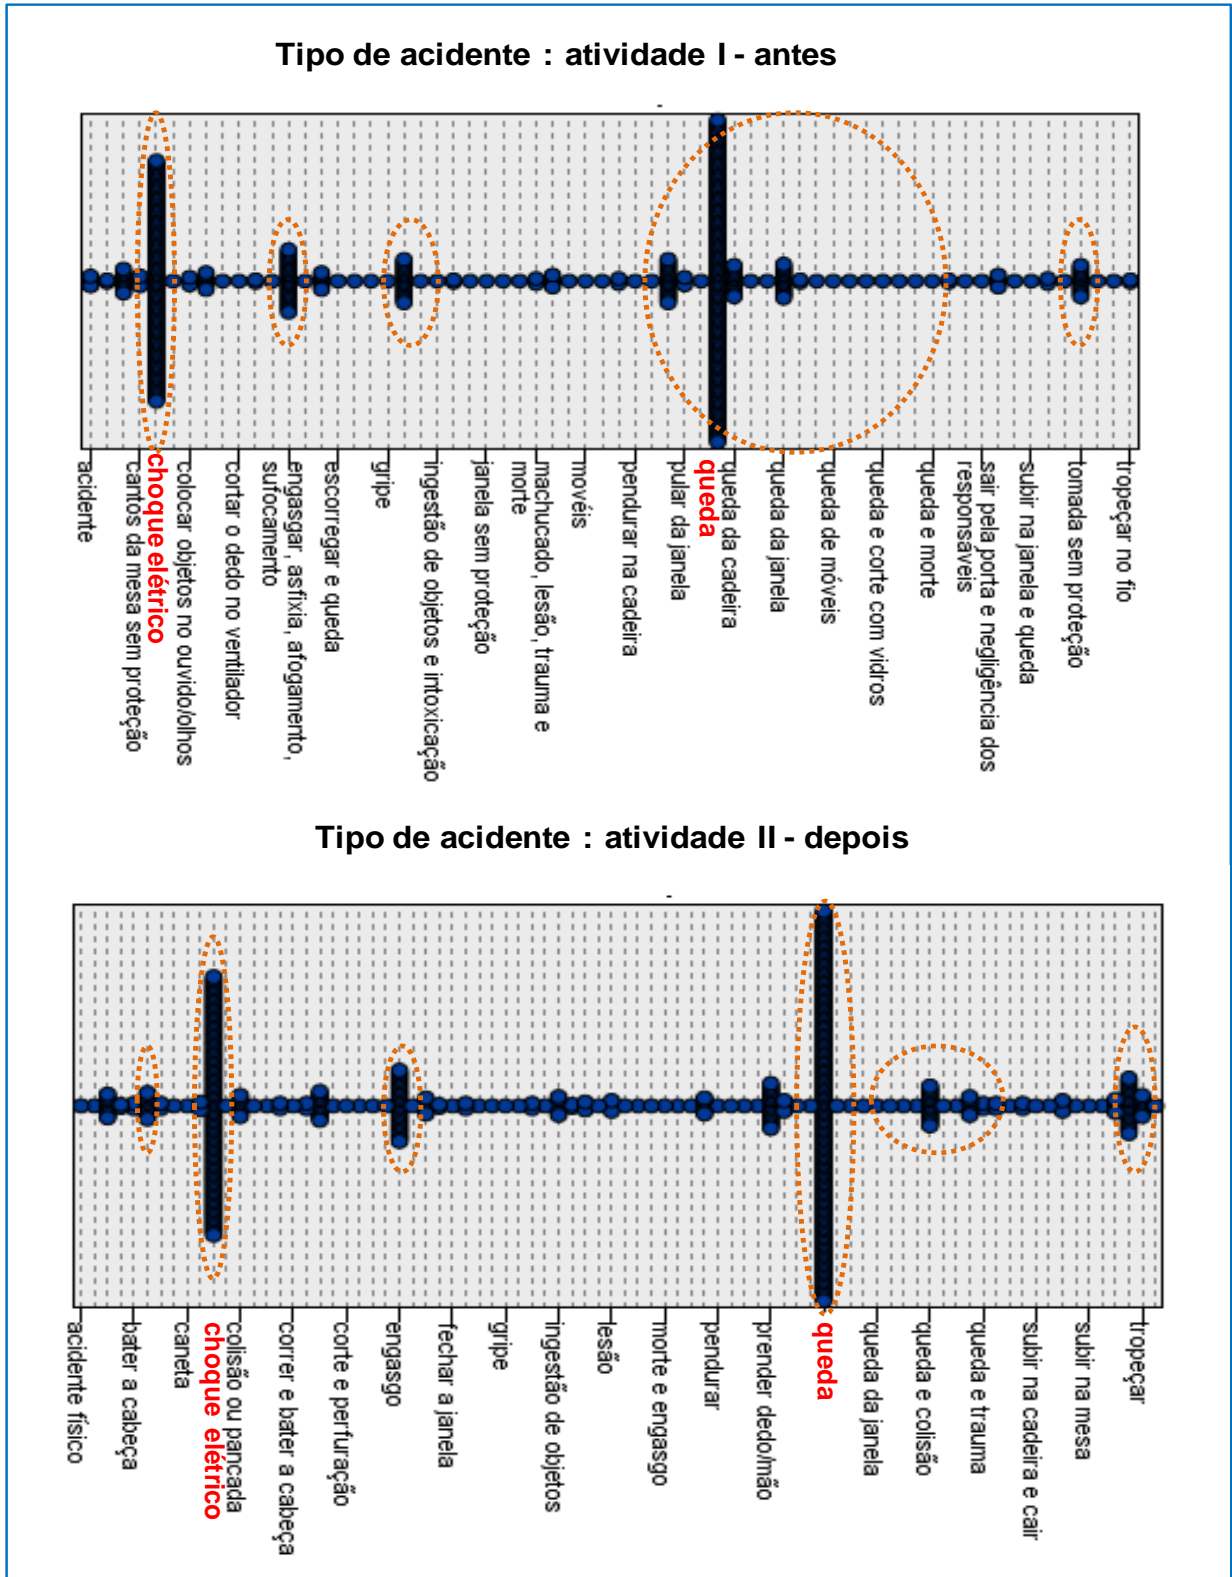 Tipo de acidente : atividade I - antes
acidente
cantos da mesa sem proteção
choque elétrico
colocar objetos no ouvido/olhos
cortar o dedo no ventilador
engasgar, asfixia, afogamento,
sufocamento
escorregar e queda
gripe
ingestão de objetos e intoxicação
janela sem proteção
machucado, lesão, trauma e
morte
movéis
pendurar na cadeira
pular da janela
queda
queda da cadeira
queda da janela
queda de móveis
queda e corte com vidros
queda e morte
sair pela porta e negligência dos
responsáveis
subir na janela e queda
tomada sem proteção
tropeçar no fio
Tipo de acidente : atividade II - depois
acidente físico
bater a cabeça
caneta
choque elétrico
colisão ou pancada
correr e bater a cabeça
corte e perfuração
engasgo
fechar a janela
gripe
ingestão de objetos
lesão
morte e engasgo
pendurar
prender dedo/mão
queda
queda da janela
queda e colisão
queda e trauma
subir na cadeira e cair
subir na mesa
tropeçar